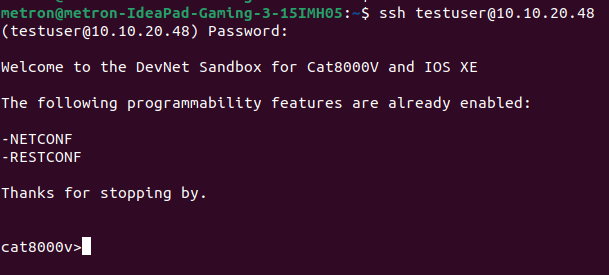 metron@metron-IdeaPad-Gaming-3-15IMH05:~$ ssh testuser@10.10.20.48
(testuser@10.10.20.48) Password:
Welcome to the DevNet Sandbox for Cat8000V and IOS XE
The following programmability features are already enabled:
-NETCONF
-RESTCONF
Thanks for stopping by.
cat8000v>